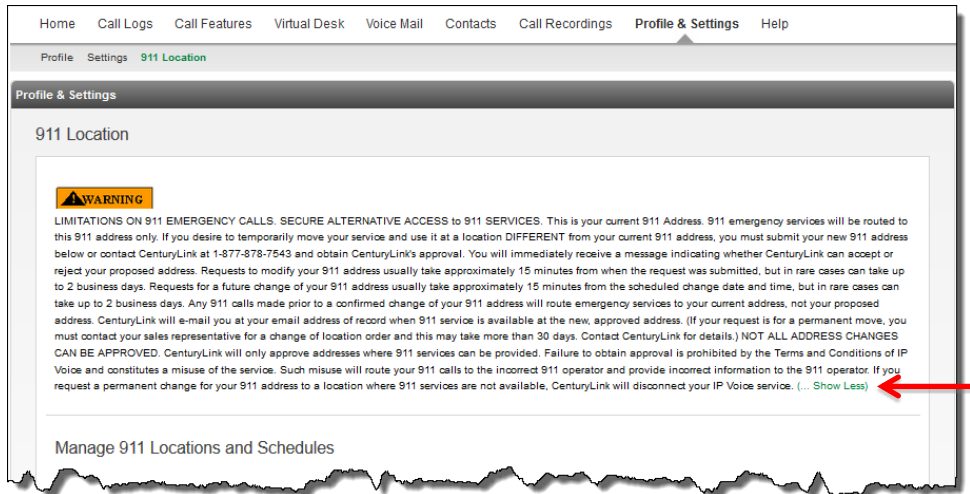 Home Call Logs Call Features Virtual Desk Voice Mail Contacts Call Recordings Profile & Settings Help
Profile Settings 911 Location
Profile & Settings
911 Location
WARNING
LIMITATIONS ON 911 EMERGENCY CALLS. SECURE ALTERNATIVE ACCESS to 911 SERVICES. This is your current 911 Address. 911 emergency services will be routed to
this 911 address only. If you desire to temporarily move your service and use it at a location DIFFERENT from your current 911 address, you must submit your new 911 address
below or contact CenturyLink at 1-877-878-7543 and obtain CenturyLink's approval. You will immediately receive a message indicating whether CenturyLink can accept or
reject your proposed address. Requests to modify your 911 address usually take approximately 15 minutes from when the request was submitted, but in rare cases can take up
to 2 business days. Requests for a future change of your 911 address usually take approximately 15 minutes from the scheduled change date and time, but in rare cases can
take up to 2 business days. Any 911 calls made prior to a confirmed change of your 911 address will route emergency services to your current address, not your proposed
address. CenturyLink will e-mail you at your email address of record when 911 service is available at the new, approved address. (If your request is for a permanent move, you
must contact your sales representative for a change of location order and this may take more than 30 days. Contact CenturyLink for details.) NOT ALL ADDRESS CHANGES
CAN BE APPROVED. CenturyLink will only approve addresses where 911 services can be provided. Failure to obtain approval is prohibited by the Terms and Conditions of IP
Voice and constitutes a misuse of the service. Such misuse will route your 911 calls to the incorrect 911 operator and provide incorrect information to the 911 operator. If you
request a permanent change for your 911 address to a location where 911 services are not available, CenturyLink will disconnect your IP Voice service. (... Show Less)
Manage 911 Locations and Schedules